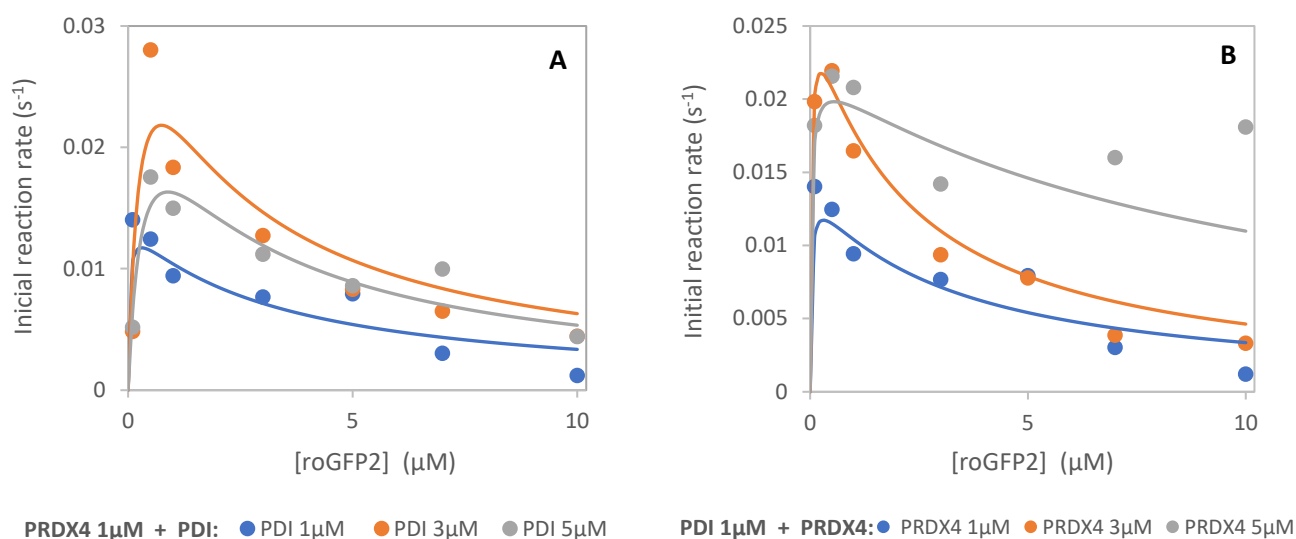 A
Inicial reaction rate (s⁻¹)
0.03
0.02
0.01
0
0
5
10
[roGFP2] (μM)
PRDX4 1μM + PDI: PDI 1μM PDI 3μM PDI 5μM
B
Initial reaction rate (s⁻¹)
0.025
0.02
0.015
0.01
0.005
0
0
5
10
[roGFP2] (μM)
PDI 1μM + PRDX4: PRDX4 1μM PRDX4 3μM PRDX4 5μM